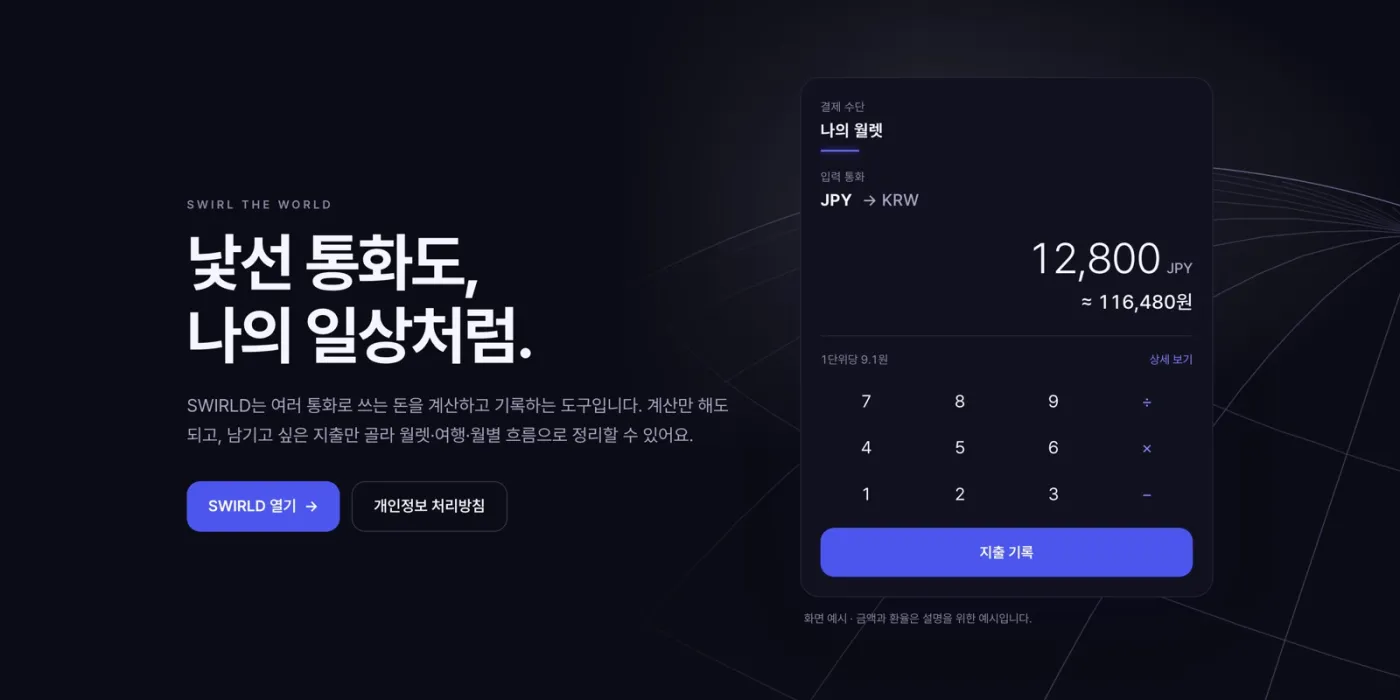 SWIRL THE WORLD
낯선 통화도,
나의 일상처럼.
SWIRLD는 여러 통화로 쓰는 돈을 계산하고 기록하는 도구입니다. 계산만 해도
되고, 남기고 싶은 지출만 골라 월렛·여행·월별 흐름으로 정리할 수 있어요.
SWIRLD 열기 →
개인정보 처리방침
결제 수단
나의 월렛
입력 통화
JPY → KRW
12,800 JPY
≈ 116,480원
1단위당 9.1원 상세 보기
7 8 9 ÷
4 5 6 ×
1 2 3 −
지출 기록
화면 예시 · 금액과 환율은 설명을 위한 예시입니다.